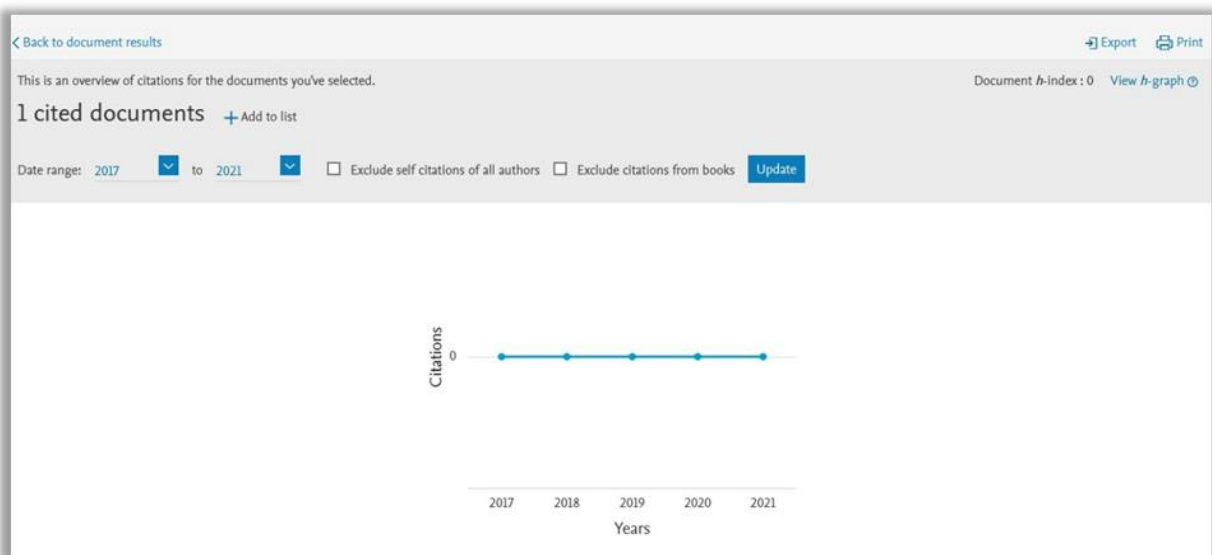 Back to document results
Export Print
This is an overview of citations for the documents you've selected.
Document h-index : 0 View h-graph
1 cited documents + Add to list
Date range: 2017 to 2021 Exclude self citations of all authors Exclude citations from books Update
Citations
0
2017 2018 2019 2020 2021
Years